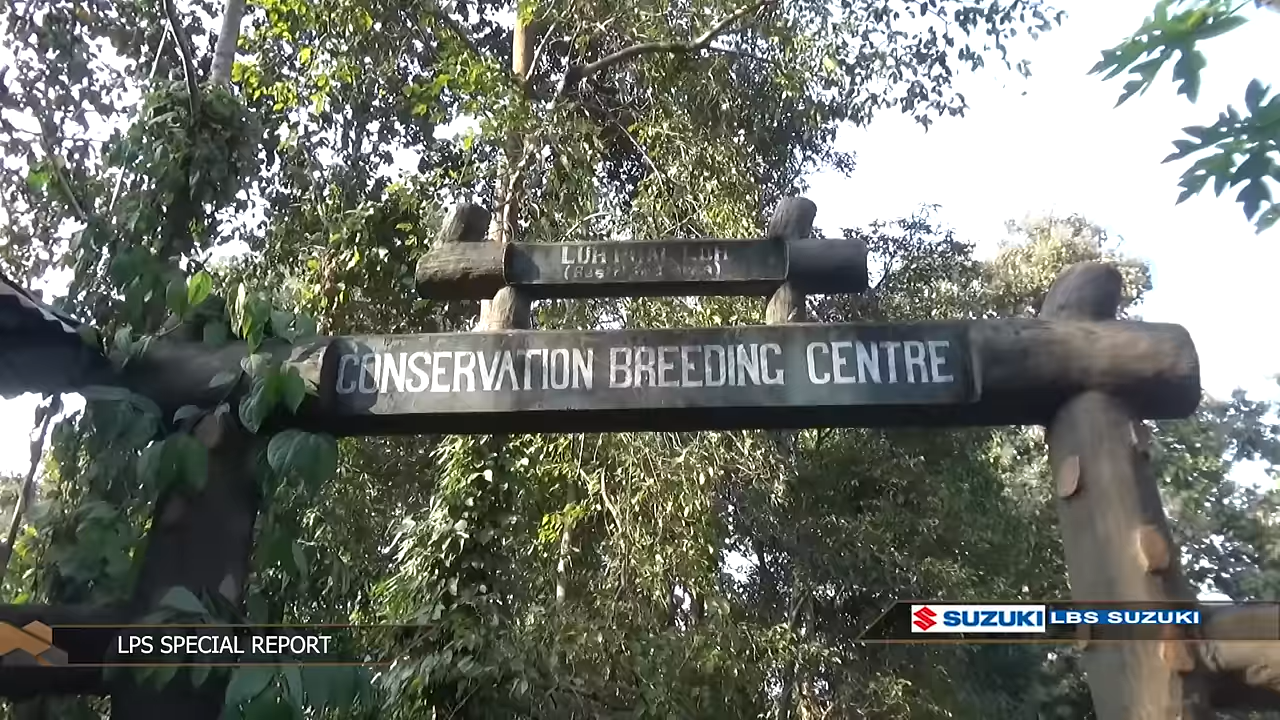 CONSERVATION BREEDING CENTRE
LPS SPECIAL REPORT
SUZUKI LBS SUZUKI